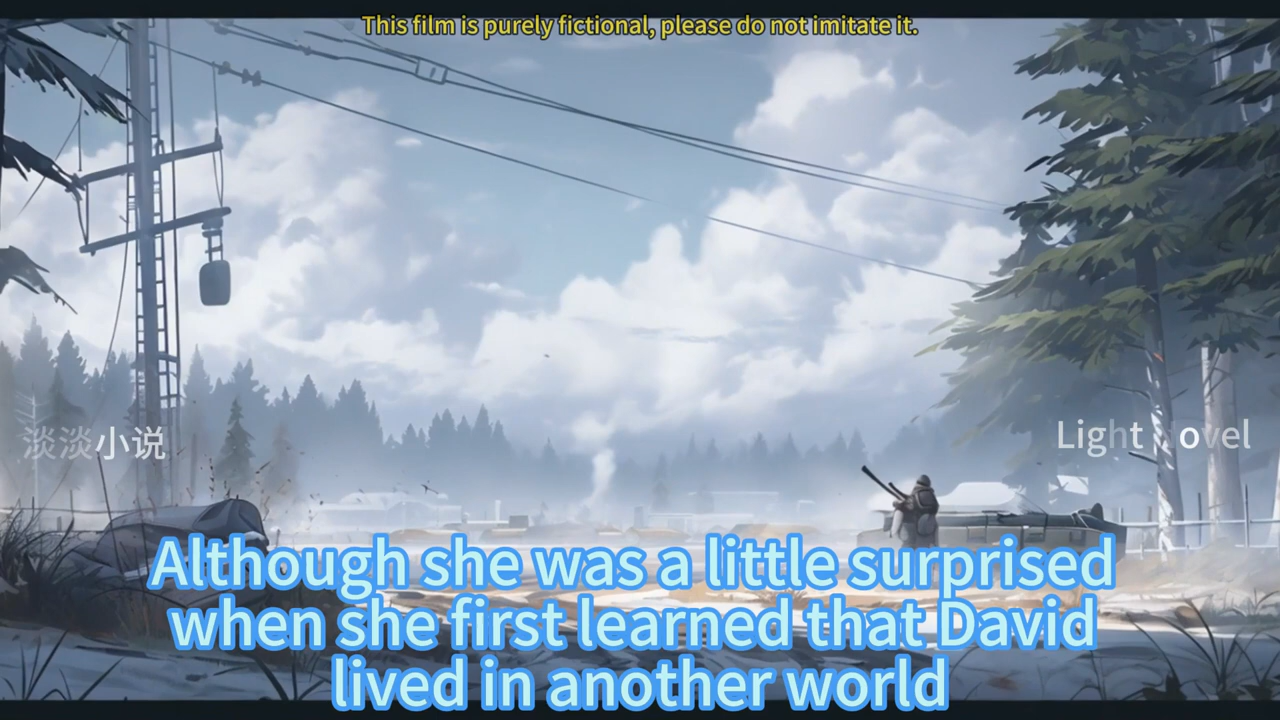 This film is purely fictional, please do not imitate it.
淡淡小说
Light Novel
Although she was a little surprised
when she first learned that David
lived in another world